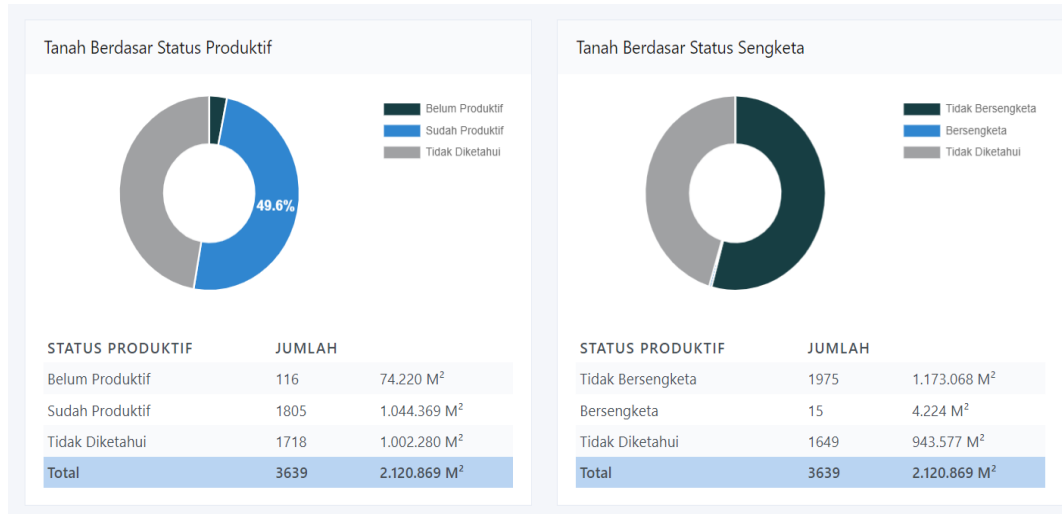 Tanah Berdasar Status Produktif
Belum Produktif
Sudah Produktif
Tidak Diketahui
49.6%
STATUS PRODUKTIF JUMLAH
Belum Produktif 116 74.220 M²
Sudah Produktif 1805 1.044.369 M²
Tidak Diketahui 1718 1.002.280 M²
Total 3639 2.120.869 M²
Tanah Berdasar Status Sengketa
Tidak Bersengketa
Bersengketa
Tidak Diketahui
STATUS PRODUKTIF JUMLAH
Tidak Bersengketa 1975 1.173.068 M²
Bersengketa 15 4.224 M²
Tidak Diketahui 1649 943.577 M²
Total 3639 2.120.869 M²